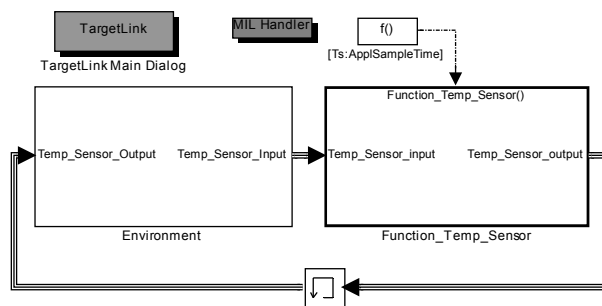 TargetLink
TargetLink Main Dialog
MIL Handler
f()
[Ts:ApplSampleTime]
Temp_Sensor_Output
Temp_Sensor_Input
Environment
Function_Temp_Sensor()
Temp_Sensor_input
Temp_Sensor_output
Function_Temp_Sensor